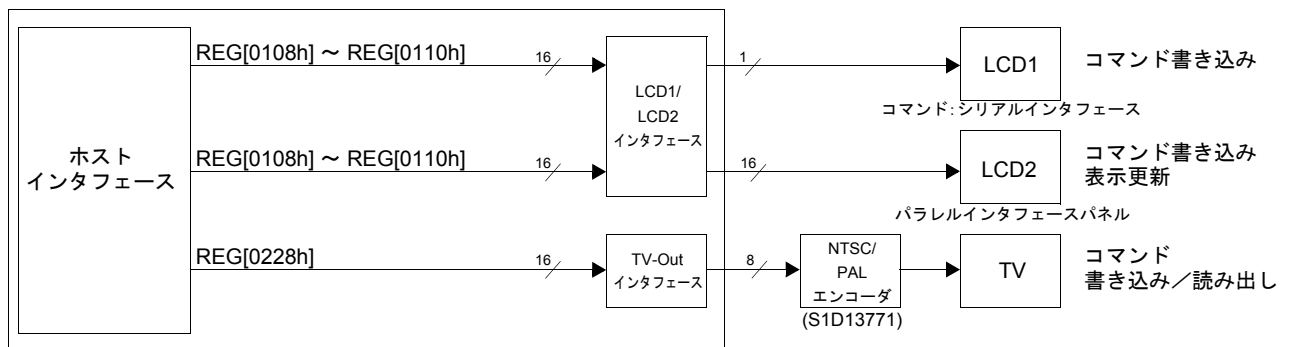 ホスト
インタフェース
REG[0108h] ～ REG[0110h]
16
LCD1/
LCD2
インタフェース
1
LCD1
コマンド書き込み
コマンド:シリアルインタフェース
REG[0108h] ～ REG[0110h]
16
16
LCD2
コマンド書き込み
表示更新
パラレルインタフェースパネル
REG[0228h]
16
TV-Out
インタフェース
8
NTSC/
PAL
エンコーダ
(S1D13771)
TV
コマンド
書き込み／読み出し